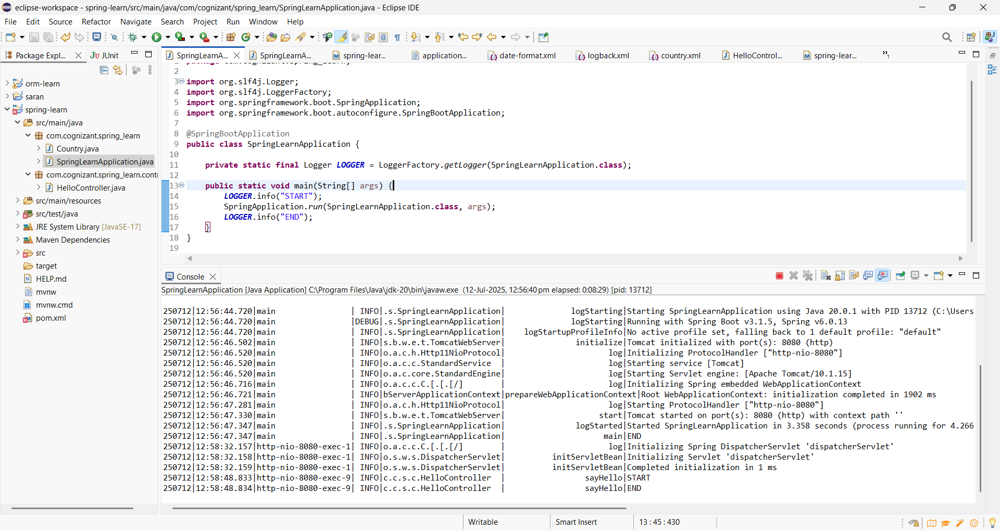 eclipse-workspace - spring-learn/src/main/java/com/cognizant/spring_learn/SpringLearnApplication.java - Eclipse IDE
File Edit Source Refactor Navigate Search Project Run Window Help
Package Expl... JUnit
SpringLearnA... SpringLearnA... spring-lear... application... date-format.xml logback.xml country.xml HelloControl... spring-lear... »1
orm-learn
saran
spring-learn
src/main/java
com.cognizant.spring_learn
Country.java
SpringLearnApplication.java
com.cognizant.spring_learn.cont
HelloController.java
src/main/resources
src/test/java
JRE System Library [JavaSE-17]
Maven Dependencies
src
target
HELP.md
mvnw
mvnw.cmd
pom.xml
2
3 import org.slf4j.Logger;
4 import org.slf4j.LoggerFactory;
5 import org.springframework.boot.SpringApplication;
6 import org.springframework.boot.autoconfigure.SpringBootApplication;
7
8 @SpringBootApplication
9 public class SpringLearnApplication {
10
11 private static final Logger LOGGER = LoggerFactory.getLogger(SpringLearnApplication.class);
12
13 public static void main(String[] args) {
14 LOGGER.info("START");
15 SpringApplication.run(SpringLearnApplication.class, args);
16 LOGGER.info("END");
17 }
18 }
19
Console
SpringLearnApplication [Java Application] C:\Program Files\Java\jdk-20\bin\javaw.exe (12-Jul-2025, 12:56:40 pm elapsed: 0:08:29) [pid: 13712]
250712|12:56:44.720|main | INFO|.s.SpringLearnApplication| logStarting|Starting SpringLearnApplication using Java 20.0.1 with PID 13712 (C:\Users
250712|12:56:44.720|main |DEBUG|.s.SpringLearnApplication| logStarting|Running with Spring Boot v3.1.5, Spring v6.0.13
250712|12:56:44.720|main | INFO|.s.SpringLearnApplication| logStartupProfileInfo|No active profile set, falling back to 1 default profile: "default"
250712|12:56:46.502|main | INFO|s.b.w.e.t.TomcatWebServer| initialize|Tomcat initialized with port(s): 8080 (http)
250712|12:56:46.520|main | INFO|o.a.c.h.Http11NioProtocol| log|Initializing ProtocolHandler ["http-nio-8080"]
250712|12:56:46.520|main | INFO|o.a.c.c.StandardService | log|Starting service [Tomcat]
250712|12:56:46.520|main | INFO|o.a.c.core.StandardEngine| log|Starting Servlet engine: [Apache Tomcat/10.1.15]
250712|12:56:46.716|main | INFO|o.a.c.c.C.[.[.[/] | log|Initializing Spring embedded WebApplicationContext
250712|12:56:46.721|main | INFO|bServerApplicationContext|prepareWebApplicationContext|Root WebApplicationContext: initialization completed in 1902 ms
250712|12:56:47.281|main | INFO|o.a.c.h.Http11NioProtocol| log|Starting ProtocolHandler ["http-nio-8080"]
250712|12:56:47.330|main | INFO|s.b.w.e.t.TomcatWebServer| start|Tomcat started on port(s): 8080 (http) with context path ''
250712|12:56:47.347|main | INFO|.s.SpringLearnApplication| logStarted|Started SpringLearnApplication in 3.358 seconds (process running for 4.266
250712|12:56:47.347|main | INFO|.s.SpringLearnApplication| main|END
250712|12:58:32.157|http-nio-8080-exec-1| INFO|o.a.c.c.C.[.[.[/] | log|Initializing Spring DispatcherServlet 'dispatcherServlet'
250712|12:58:32.158|http-nio-8080-exec-1| INFO|o.s.w.s.DispatcherServlet| initServletBean|Initializing Servlet 'dispatcherServlet'
250712|12:58:32.159|http-nio-8080-exec-1| INFO|o.s.w.s.DispatcherServlet| initServletBean|Completed initialization in 1 ms
250712|12:58:48.833|http-nio-8080-exec-9| INFO|c.c.s.c.HelloController | sayHello|START
250712|12:58:48.834|http-nio-8080-exec-9| INFO|c.c.s.c.HelloController | sayHello|END
Writable Smart Insert 13 : 45 : 430